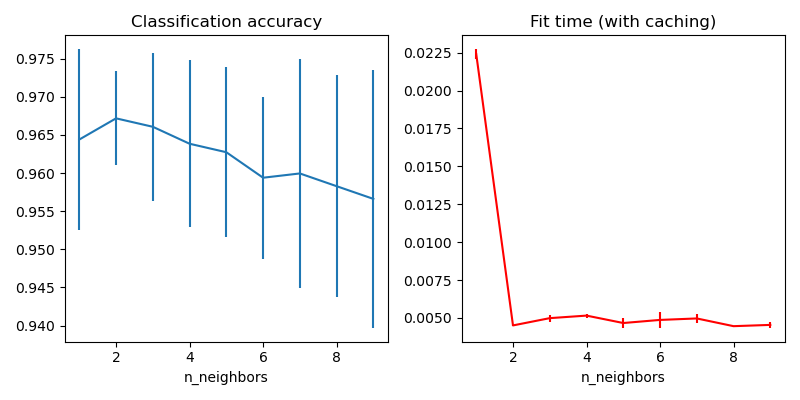 Classification accuracy
0.975
0.970
0.965
0.960
0.955
0.950
0.945
0.940
2 4 6 8
n_neighbors
Fit time (with caching)
0.0225
0.0200
0.0175
0.0150
0.0125
0.0100
0.0075
0.0050
2 4 6 8
n_neighbors